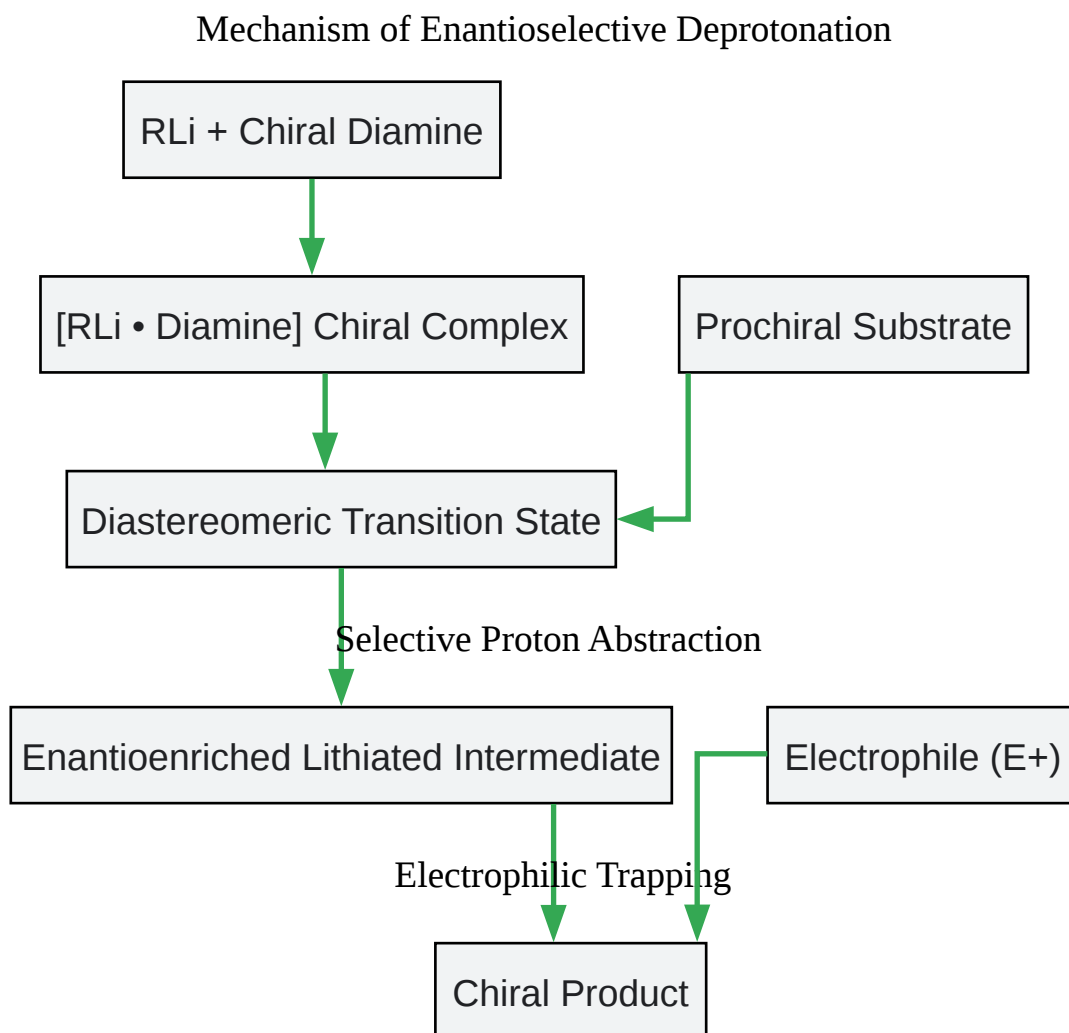 Mechanism of Enantioselective Deprotonation
RLi + Chiral Diamine
[RLi • Diamine] Chiral Complex
Prochiral Substrate
Diastereomeric Transition State
Selective Proton Abstraction
Enantioenriched Lithiated Intermediate
Electrophile (E+)
Electrophilic Trapping
Chiral Product